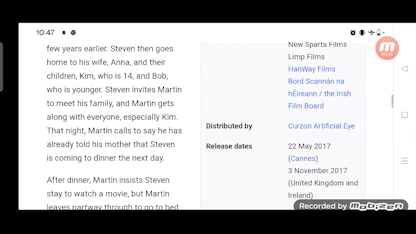 10:47
few years earlier. Steven then goes
home to his wife, Anna, and their
children, Kim, who is 14, and Bob,
who is younger. Steven invites Martin
to meet his family, and Martin gets
along with everyone, especially Kim.
That night, Martin calls to say he has
already told his mother that Steven
is coming to dinner the next day.
After dinner, Martin insists Steven
stay to watch a movie, but Martin
leaves partway through to go to bed.
New Sparta Films
Limp Films
HanWay Films
Bord Scannán na
hÉireann / the Irish
Film Board
Distributed by Curzon Artificial Eye
Release dates 22 May 2017
(Cannes)
3 November 2017
(United Kingdom and
Ireland)
Recorded by Mobizen